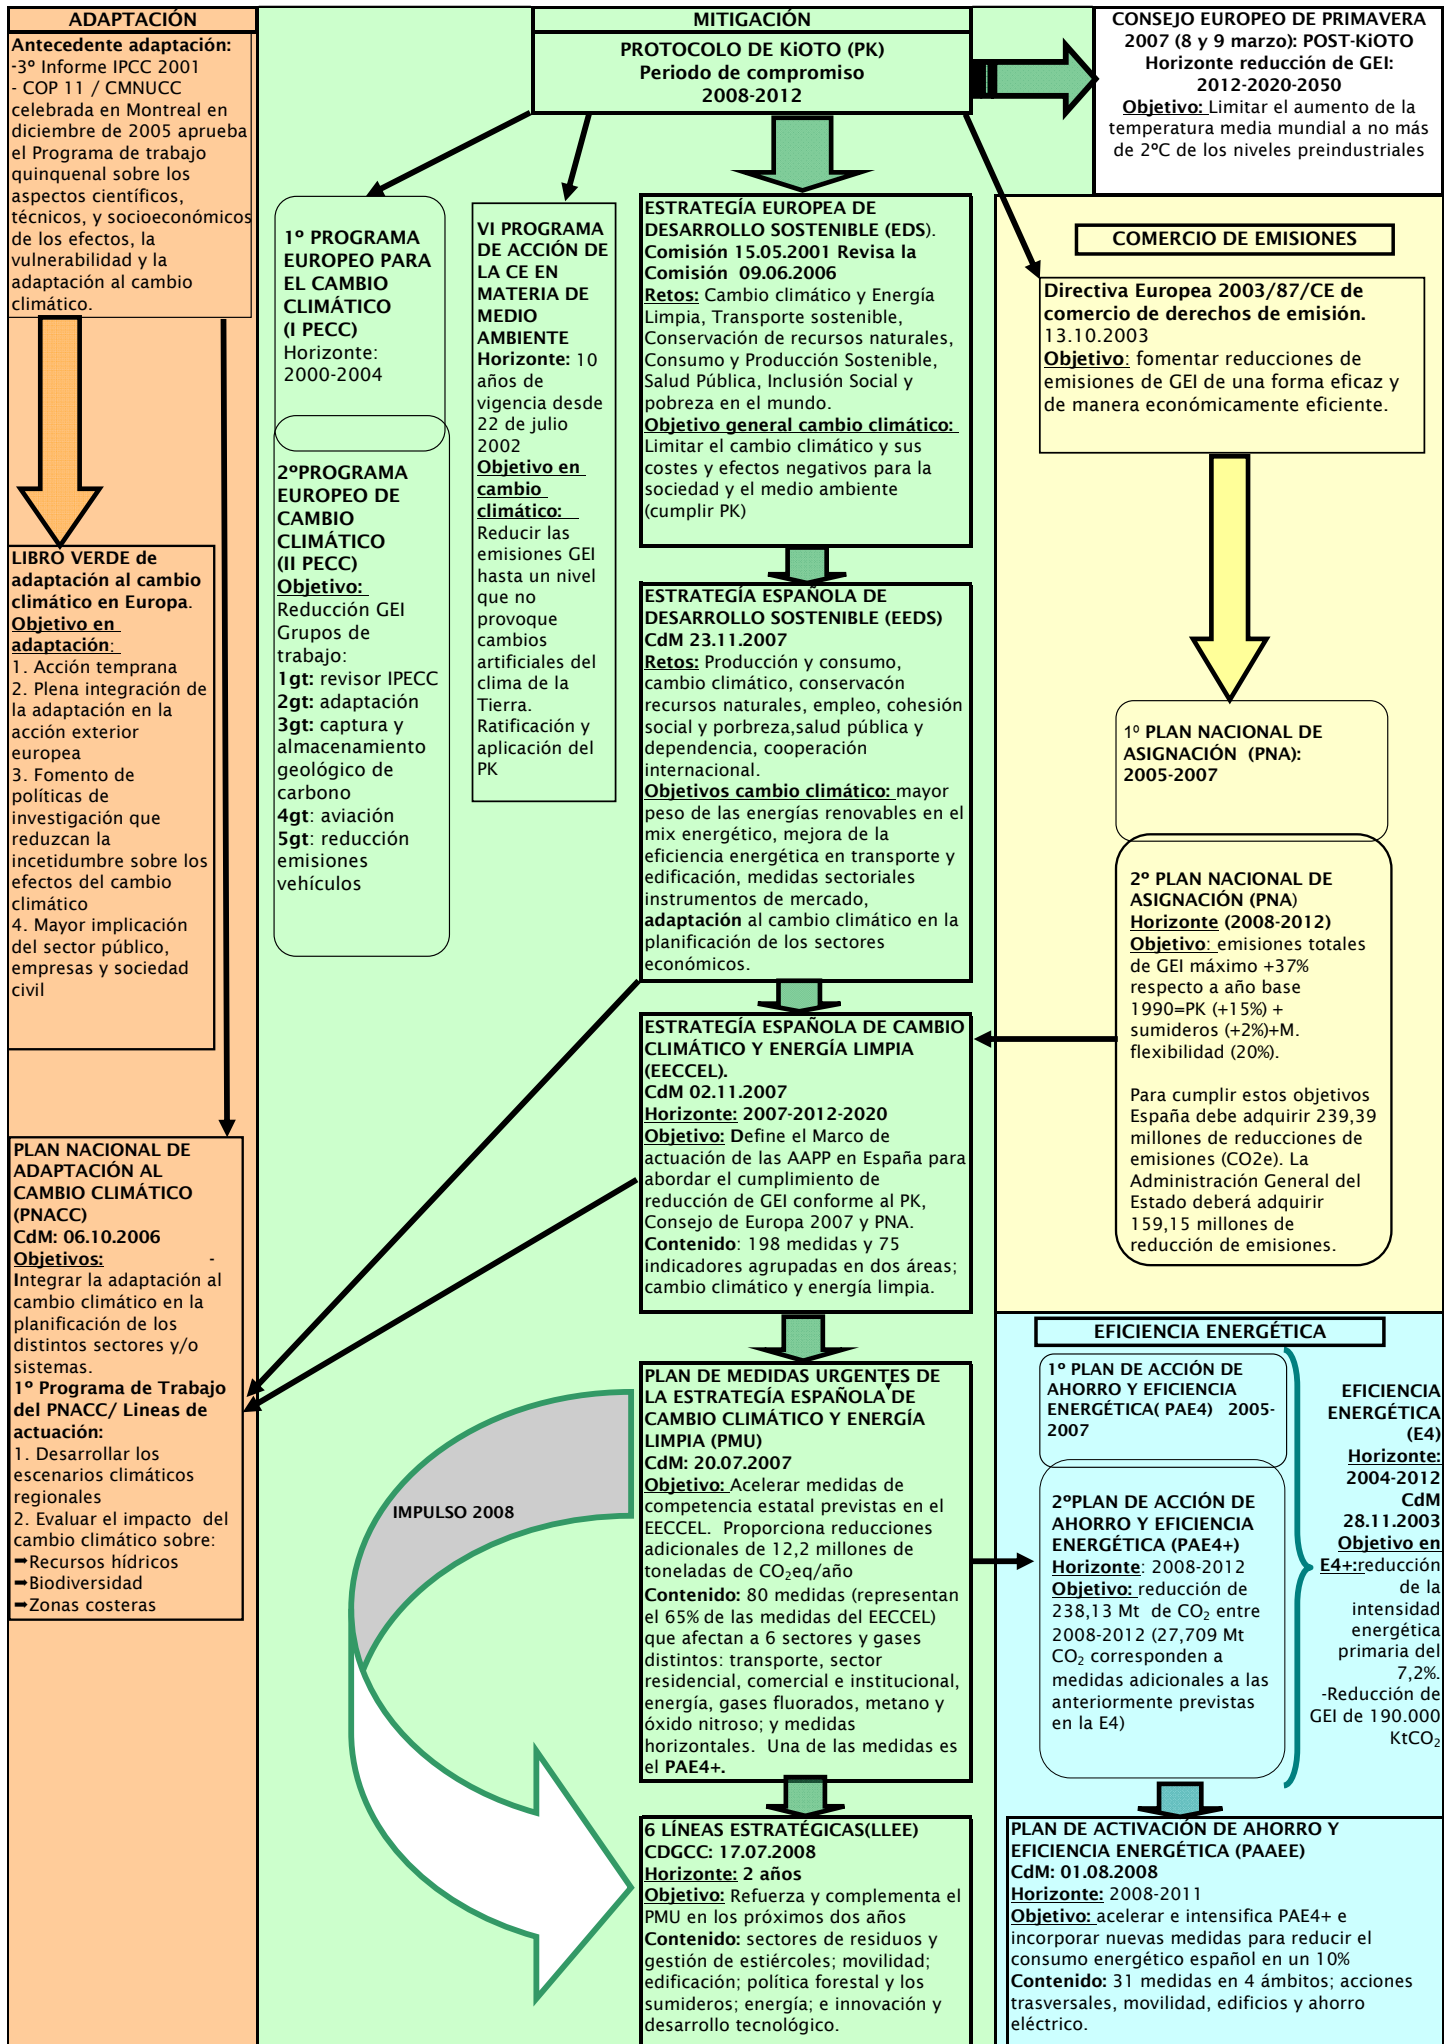 ADAPTACIÓN
Antecedente adaptación:
-3º Informe IPCC 2001
- COP 11 / CMNUCC
celebrada en Montreal en
diciembre de 2005 aprueba
el Programa de trabajo
quinquenal sobre los
aspectos científicos,
técnicos, y socioeconómicos
de los efectos, la
vulnerabilidad y la
adaptación al cambio
climático.
LIBRO VERDE de
adaptación al cambio
climático en Europa.
Objetivo en
adaptación:
1. Acción temprana
2. Plena integración de
la adaptación en la
acción exterior
europea
3. Fomento de
políticas de
investigación que
reduzcan la
incetidumbre sobre los
efectos del cambio
climático
4. Mayor implicación
del sector público,
empresas y sociedad
civil
PLAN NACIONAL DE
ADAPTACIÓN AL
CAMBIO CLIMÁTICO
(PNACC)
CdM: 06.10.2006
Objetivos: -
Integrar la adaptación al
cambio climático en la
planificación de los
distintos sectores y/o
sistemas.
1º Programa de Trabajo
del PNACC/ Lineas de
actuación:
1. Desarrollar los
escenarios climáticos
regionales
2. Evaluar el impacto del
cambio climático sobre:
➡Recursos hídricos
➡Biodiversidad
➡Zonas costeras
MITIGACIÓN
PROTOCOLO DE KiOTO (PK)
Periodo de compromiso
2008-2012
1º PROGRAMA
EUROPEO PARA
EL CAMBIO
CLIMÁTICO
(I PECC)
Horizonte:
2000-2004
2ºPROGRAMA
EUROPEO DE
CAMBIO
CLIMÁTICO
(II PECC)
Objetivo:
Reducción GEI
Grupos de
trabajo:
1gt: revisor IPECC
2gt: adaptación
3gt: captura y
almacenamiento
geológico de
carbono
4gt: aviación
5gt: reducción
emisiones
vehículos
VI PROGRAMA
DE ACCIÓN DE
LA CE EN
MATERIA DE
MEDIO
AMBIENTE
Horizonte: 10
años de
vigencia desde
22 de julio
2002
Objetivo en
cambio
climático:
Reducir las
emisiones GEI
hasta un nivel
que no
provoque
cambios
artificiales del
clima de la
Tierra.
Ratificación y
aplicación del
PK
ESTRATEGÍA EUROPEA DE
DESARROLLO SOSTENIBLE (EDS).
Comisión 15.05.2001 Revisa la
Comisión 09.06.2006
Retos: Cambio climático y Energía
Limpia, Transporte sostenible,
Conservación de recursos naturales,
Consumo y Producción Sostenible,
Salud Pública, Inclusión Social y
pobreza en el mundo.
Objetivo general cambio climático:
Limitar el cambio climático y sus
costes y efectos negativos para la
sociedad y el medio ambiente
(cumplir PK)
ESTRATEGÍA ESPAÑOLA DE
DESARROLLO SOSTENIBLE (EEDS)
CdM 23.11.2007
Retos: Producción y consumo,
cambio climático, conservacón
recursos naturales, empleo, cohesión
social y porbreza,salud pública y
dependencia, cooperación
internacional.
Objetivos cambio climático: mayor
peso de las energías renovables en el
mix energético, mejora de la
eficiencia energética en transporte y
edificación, medidas sectoriales
instrumentos de mercado,
adaptación al cambio climático en la
planificación de los sectores
económicos.
ESTRATEGÍA ESPAÑOLA DE CAMBIO
CLIMÁTICO Y ENERGÍA LIMPIA
(EECCEL).
CdM 02.11.2007
Horizonte: 2007-2012-2020
Objetivo: Define el Marco de
actuación de las AAPP en España para
abordar el cumplimiento de
reducción de GEI conforme al PK,
Consejo de Europa 2007 y PNA.
Contenido: 198 medidas y 75
indicadores agrupadas en dos áreas;
cambio climático y energía limpia.
PLAN DE MEDIDAS URGENTES DE
LA ESTRATEGÍA ESPAÑOLA DE
CAMBIO CLIMÁTICO Y ENERGÍA
LIMPIA (PMU)
CdM: 20.07.2007
Objetivo: Acelerar medidas de
competencia estatal previstas en el
EECCEL. Proporciona reducciones
adicionales de 12,2 millones de
toneladas de CO2eq/año
Contenido: 80 medidas (representan
el 65% de las medidas del EECCEL)
que afectan a 6 sectores y gases
distintos: transporte, sector
residencial, comercial e institucional,
energía, gases fluorados, metano y
óxido nitroso; y medidas
horizontales. Una de las medidas es
el PAE4+.
IMPULSO 2008
6 LÍNEAS ESTRATÉGICAS(LLEE)
CDGCC: 17.07.2008
Horizonte: 2 años
Objetivo: Refuerza y complementa el
PMU en los próximos dos años
Contenido: sectores de residuos y
gestión de estiércoles; movilidad;
edificación; política forestal y los
sumideros; energía; e innovación y
desarrollo tecnológico.
CONSEJO EUROPEO DE PRIMAVERA
2007 (8 y 9 marzo): POST-KiOTO
Horizonte reducción de GEI:
2012-2020-2050
Objetivo: Limitar el aumento de la
temperatura media mundial a no más
de 2ºC de los niveles preindustriales
COMERCIO DE EMISIONES
Directiva Europea 2003/87/CE de
comercio de derechos de emisión.
13.10.2003
Objetivo: fomentar reducciones de
emisiones de GEI de una forma eficaz y
de manera económicamente eficiente.
1º PLAN NACIONAL DE
ASIGNACIÓN (PNA):
2005-2007
2º PLAN NACIONAL DE
ASIGNACIÓN (PNA)
Horizonte (2008-2012)
Objetivo: emisiones totales
de GEI máximo +37%
respecto a año base
1990=PK (+15%) +
sumideros (+2%)+M.
flexibilidad (20%).
Para cumplir estos objetivos
España debe adquirir 239,39
millones de reducciones de
emisiones (CO2e). La
Administración General del
Estado deberá adquirir
159,15 millones de
reducción de emisiones.
EFICIENCIA ENERGÉTICA
1º PLAN DE ACCIÓN DE
AHORRO Y EFICIENCIA
ENERGÉTICA( PAE4) 2005-
2007
2ºPLAN DE ACCIÓN DE
AHORRO Y EFICIENCIA
ENERGÉTICA (PAE4+)
Horizonte: 2008-2012
Objetivo: reducción de
238,13 Mt de CO2 entre
2008-2012 (27,709 Mt
CO2 corresponden a
medidas adicionales a las
anteriormente previstas
en la E4)
EFICIENCIA
ENERGÉTICA
(E4)
Horizonte:
2004-2012
CdM
28.11.2003
Objetivo en
E4+:reducción
de la
intensidad
energética
primaria del
7,2%.
-Reducción de
GEI de 190.000
KtCO2
PLAN DE ACTIVACIÓN DE AHORRO Y
EFICIENCIA ENERGÉTICA (PAAEE)
CdM: 01.08.2008
Horizonte: 2008-2011
Objetivo: acelerar e intensifica PAE4+ e
incorporar nuevas medidas para reducir el
consumo energético español en un 10%
Contenido: 31 medidas en 4 ámbitos; acciones
trasversales, movilidad, edificios y ahorro
eléctrico.